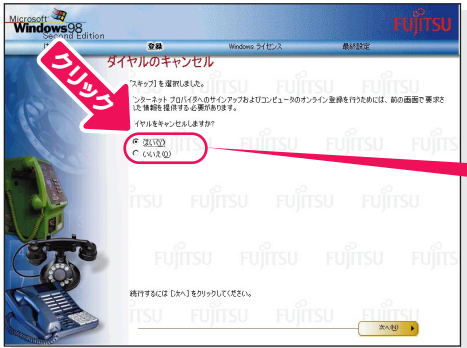 Microsoft
Windows98
Second Edition
FUJITSU
登録
Windows ライセンス
最終設定
クリック
ダイヤルのキャンセル
[スキップ] を選択しました。
インターネット プロバイダへのサインアップおよびコンピュータのオンライン登録を行うためには、前の画面で要求さ
れた情報を提供する必要があります。
ダイヤルをキャンセルしますか?
はい(Y)
いいえ(O)
続行するには [次へ] をクリックしてください。
次へ(N)